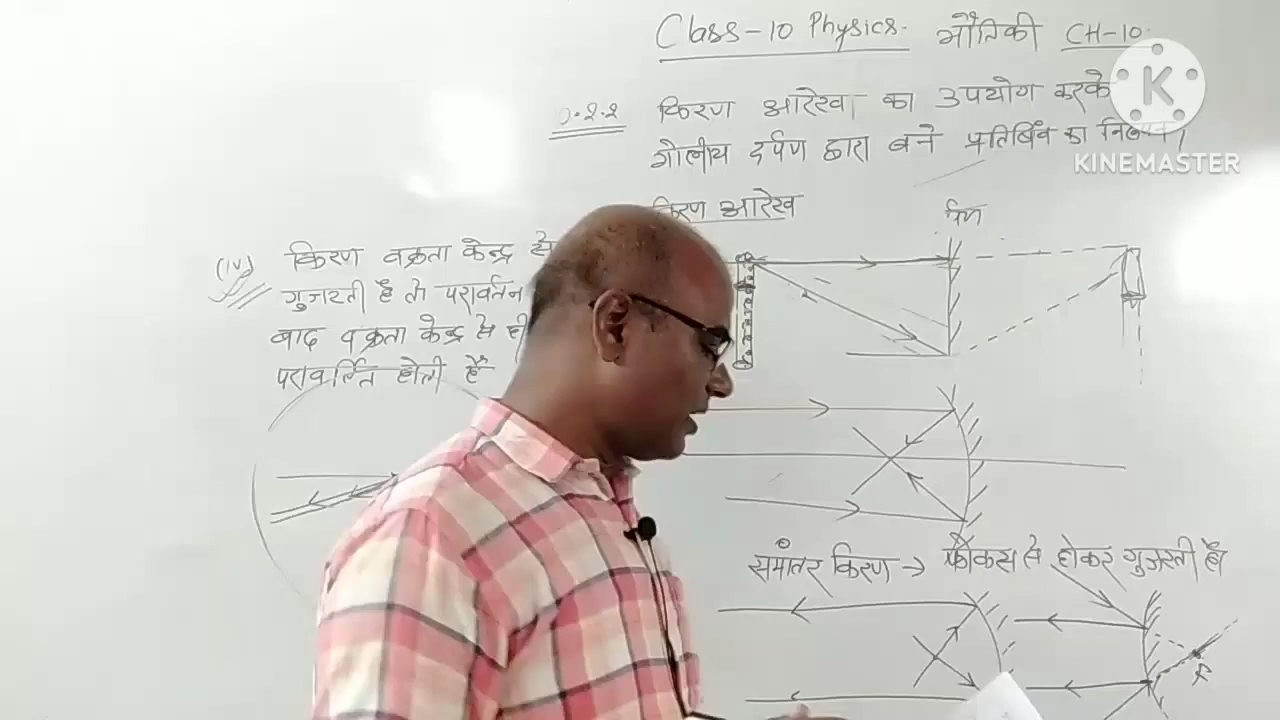 Class-10 Physics. भौतिकी CH-10.
किरण आरेख का उपयोग करके
गोलीय दर्पण द्वारा बने प्रतिबिंब का
K
KINEMASTER
किरण आरेख
(iv) किरण वक्रता केन्द्र से
गुजरती है तो परावर्तन
बाद वक्रता केन्द्र से ही
परावर्तित होती है
समांतर किरण → फोकस से होकर गुजरती है।
F